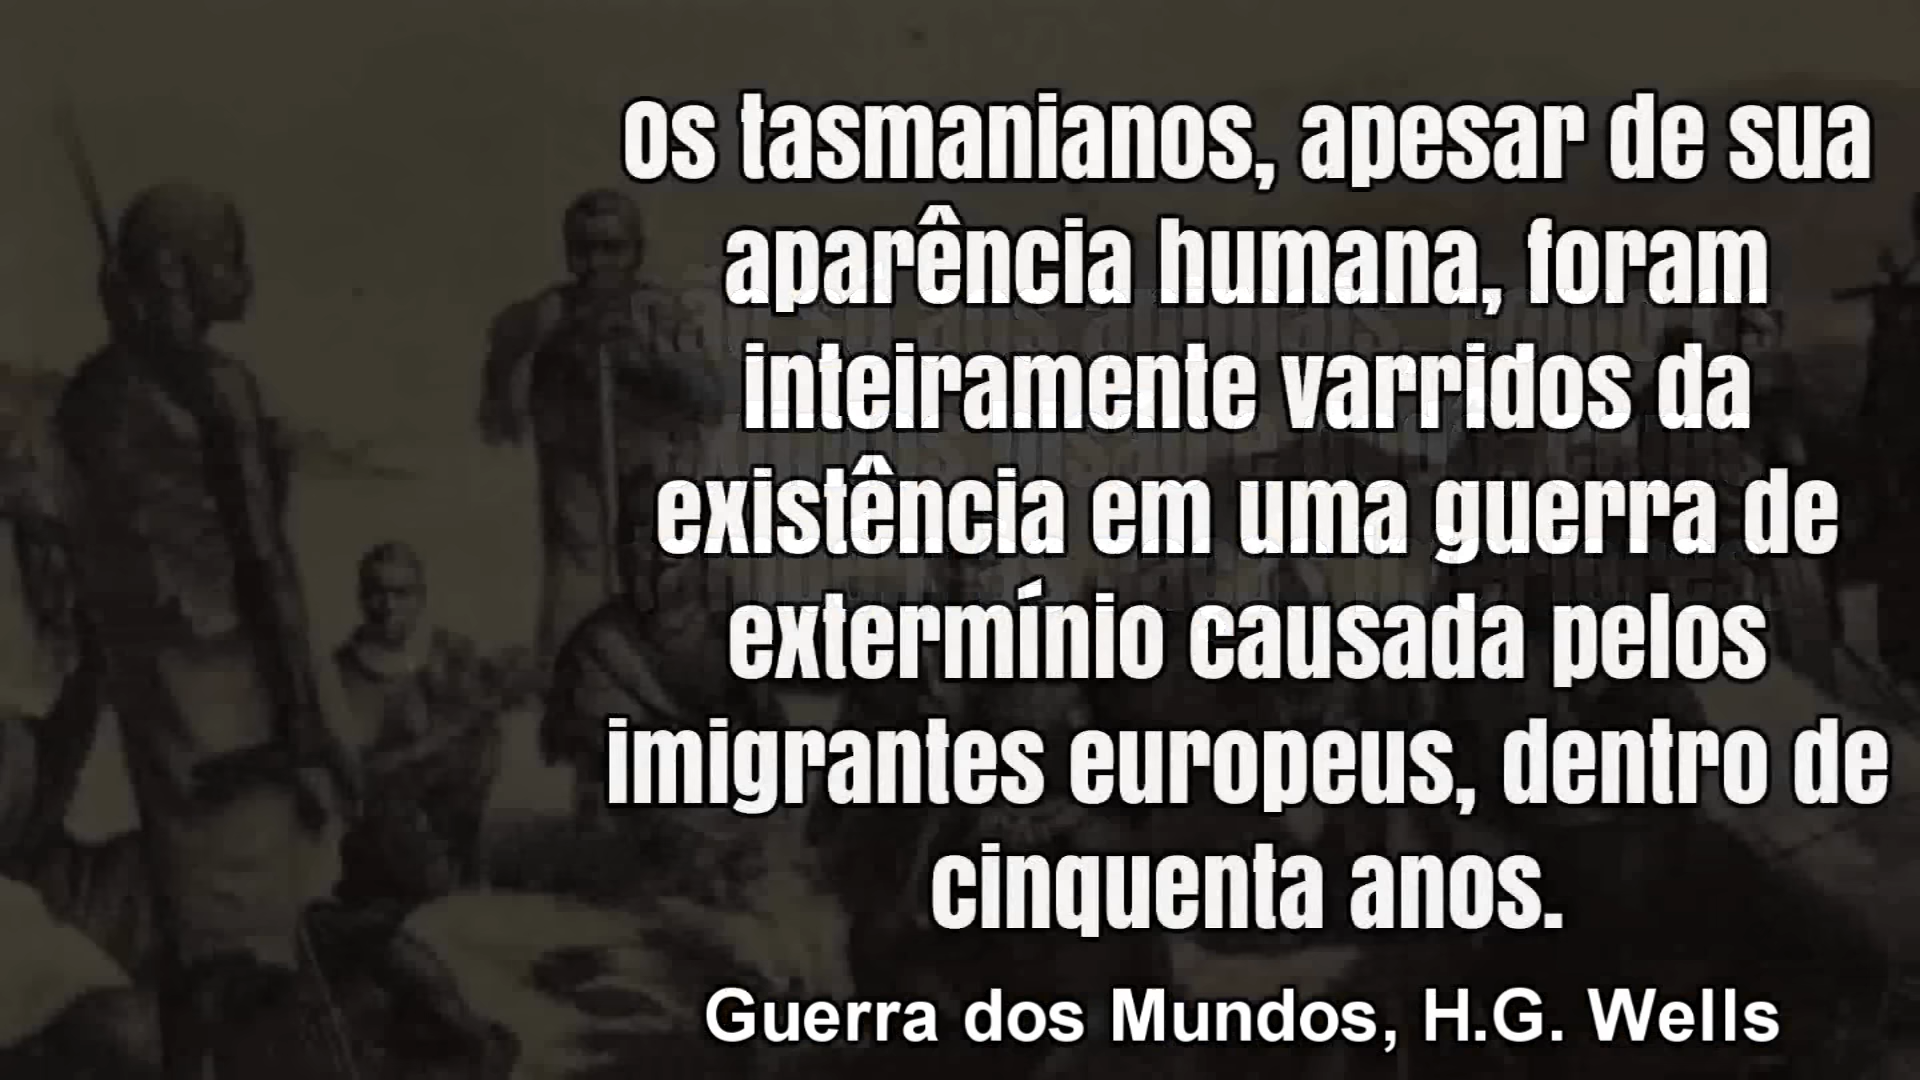 Os tasmanianos, apesar de sua
aparência humana, foram
inteiramente varridos da
existência em uma guerra de
extermínio causada pelos
imigrantes europeus, dentro de
cinquenta anos.
Guerra dos Mundos, H.G. Wells